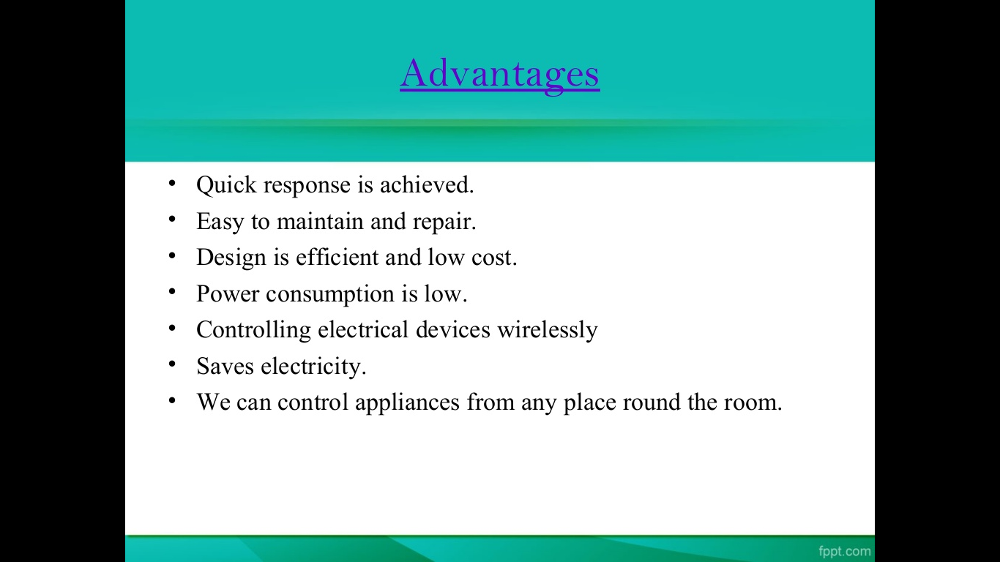 Advantages
• Quick response is achieved.
• Easy to maintain and repair.
• Design is efficient and low cost.
• Power consumption is low.
• Controlling electrical devices wirelessly
• Saves electricity.
• We can control appliances from any place round the room.
fppt.com